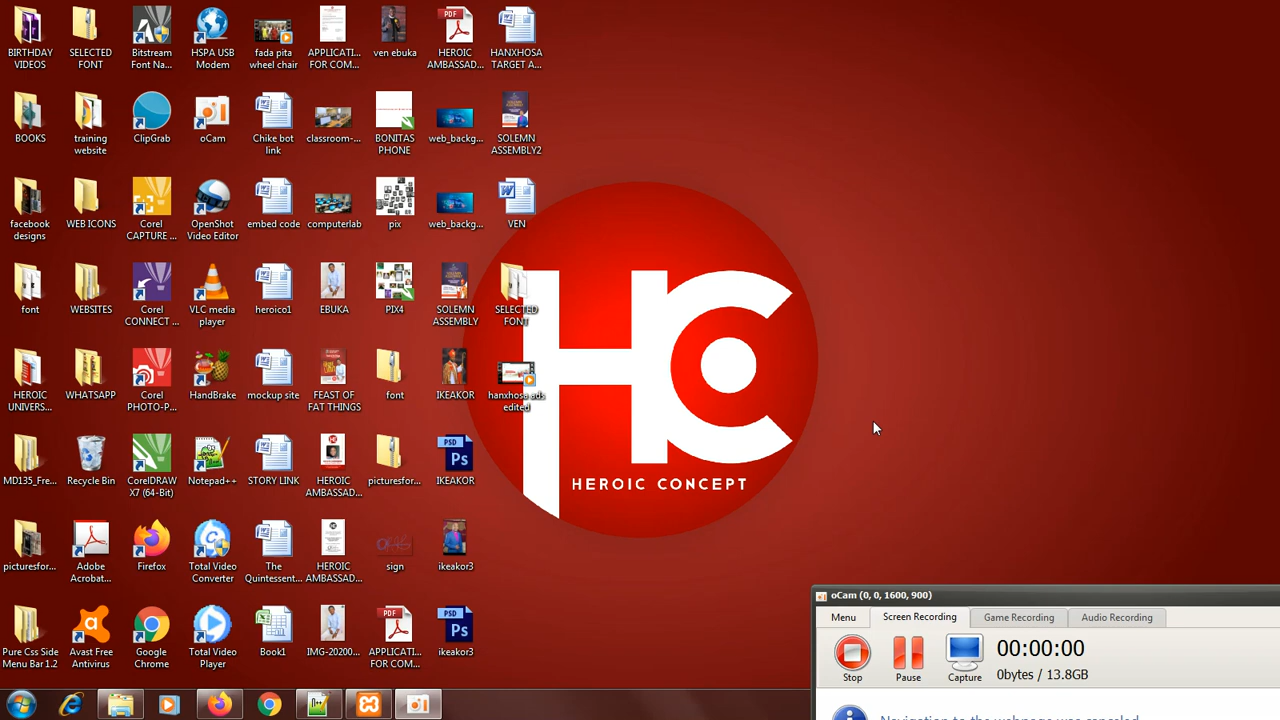 BIRTHDAY
VIDEOS
SELECTED
FONT
Bitstream
Font Na...
HSPA USB
Modem
fada pita
wheel chair
APPLICATI...
FOR COM...
ven ebuka
HEROIC
AMBASSAD...
HANXHOSA
TARGET A...
BOOKS
training
website
ClipGrab
oCam
Chike bot
link
classroom-...
BONITAS
PHONE
web_backg...
SOLEMN
ASSEMBLY2
facebook
designs
WEB ICONS
Corel
CAPTURE ...
OpenShot
Video Editor
embed code
computerlab
pix
web_backg...
VEN
font
WEBSITES
Corel
CONNECT ...
VLC media
player
heroico1
EBUKA
PIX4
SOLEMN
ASSEMBLY
SELECTED
FONT
HEROIC
UNIVERS...
WHATSAPP
Corel
PHOTO-P...
HandBrake
mockup site
FEAST OF
FAT THINGS
font
IKEAKOR
hanxhosa ads
edited
MD135_Fre...
Recycle Bin
CorelDRAW
X7 (64-Bit)
Notepad++
STORY LINK
HEROIC
AMBASSAD...
picturesfor...
IKEAKOR
picturesfor...
Adobe
Acrobat...
Firefox
Total Video
Converter
The
Quintessent...
HEROIC
AMBASSAD...
sign
ikeakor3
Pure Css Side
Menu Bar 1.2
Avast Free
Antivirus
Google
Chrome
Total Video
Player
Book1
IMG-20200...
APPLICATI...
FOR COM...
ikeakor3
HC
HEROIC CONCEPT
oCam (0, 0, 1600, 900)
Menu
Screen Recording
Game Recording
Audio Recording
Stop
Pause
Capture
00:00:00
0bytes / 13.8GB
Navigation to the webpage was canceled